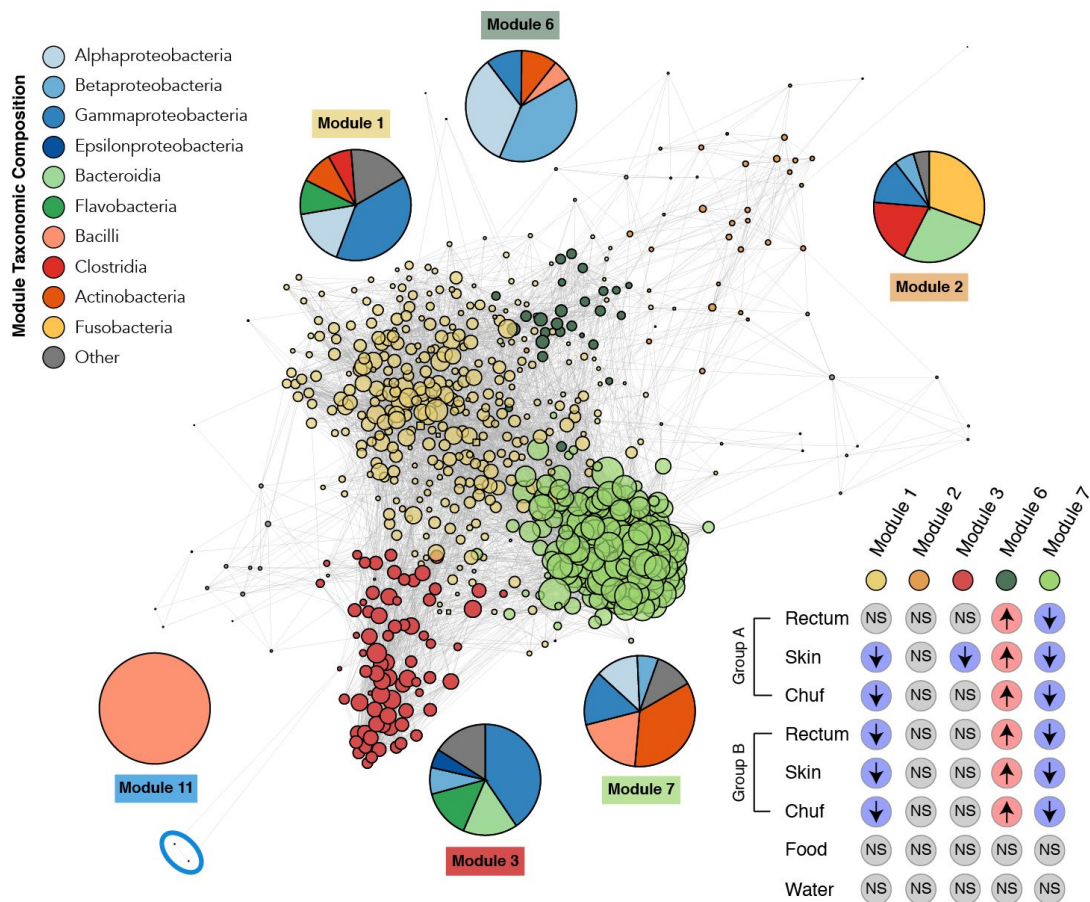 Module Taxonomic Composition
Alphaproteobacteria
Betaproteobacteria
Gammaproteobacteria
Epsilonproteobacteria
Bacteroidia
Flavobacteria
Bacilli
Clostridia
Actinobacteria
Fusobacteria
Other
Module 6
Module 1
Module 2
Module 11
Module 3
Module 7
Module 1
Module 2
Module 3
Module 6
Module 7
Group A
Rectum NS NS NS
Skin NS
Chuf NS NS
Group B
Rectum NS NS
Skin NS NS
Chuf NS NS
Food NS NS NS NS NS
Water NS NS NS NS NS